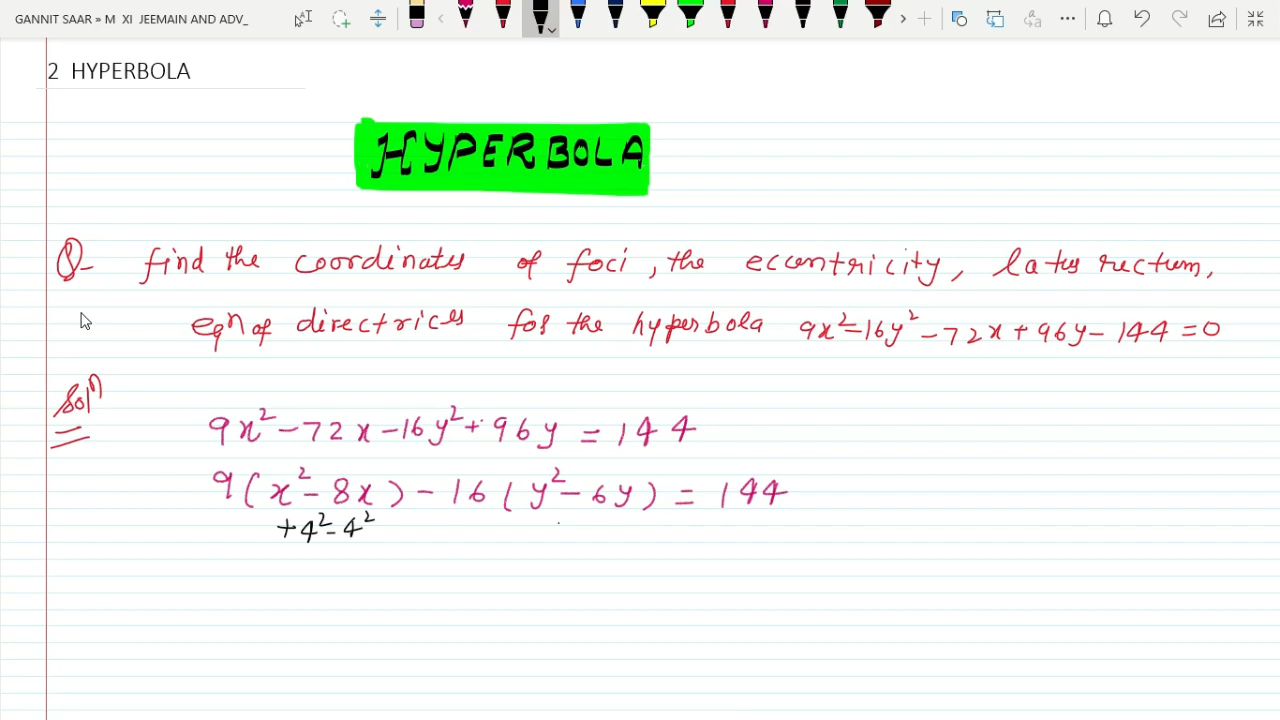 GANNIT SAAR » M XI JEEMAIN AND ADV_
2 HYPERBOLA
HYPERBOLA
Q- find the coordinates of foci, the eccentricity, latus rectum,
eqn of directrices for the hyperbola 9x²-16y²-72x+96y-144=0
Soln
9x²-72x-16y²+96y=144
9(x²-8x)-16(y²-6y)=144
+4²-4²